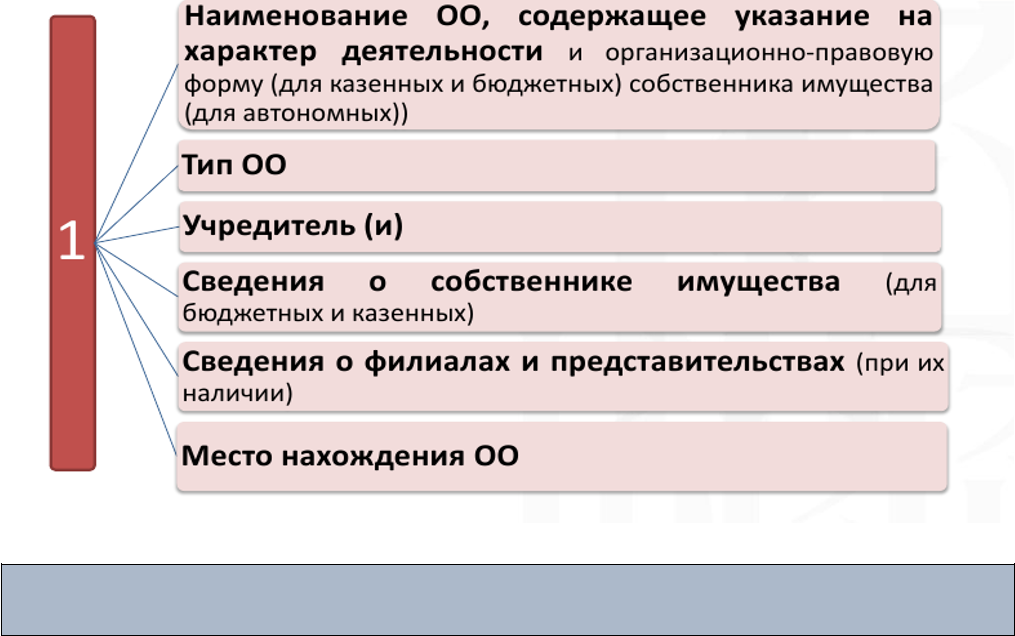 Наименование ОО, содержащее указание на
характер деятельности и организационно-правовую
форму (для казенных и бюджетных) собственника имущества
(для автономных))
Тип ОО
1
Учредитель (и)
Сведения о собственнике имущества (для
бюджетных и казенных)
Сведения о филиалах и представительствах (при их
наличии)
Место нахождения ОО